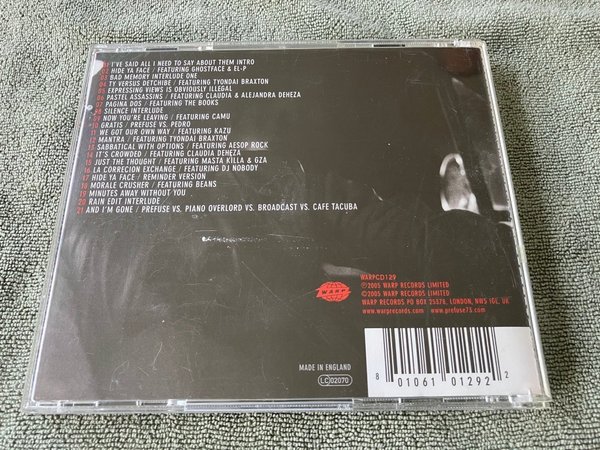 01 I'VE SAID ALL I NEED TO SAY ABOUT THEM INTRO
02 HIDE YA FACE / FEATURING GHOSTFACE & EL-P
03 BAD MEMORY INTERLUDE ONE
04 TY VERSUS DETCHIBE / FEATURING TYONDAI BRAXTON
05 EXPRESSING VIEWS IS OBVIOUSLY ILLEGAL
06 PASTEL ASSASSINS / FEATURING CLAUDIA & ALEJANDRA DEHEZA
07 PAGINA DOS / FEATURING THE BOOKS
08 SILENCE INTERLUDE
09 NOW YOU'RE LEAVING / FEATURING CAMU
10 GRATIS / PREFUSE VS. PEDRO
11 WE GOT OUR OWN WAY / FEATURING KAZU
12 MANTRA / FEATURING TYONDAI BRAXTON
13 SABBATICAL WITH OPTIONS / FEATURING AESOP ROCK
14 IT'S CROWDED / FEATURING CLAUDIA DEHEZA
15 JUST THE THOUGHT / FEATURING MASTA KILLA & GZA
16 LA CORRECION EXCHANGE / FEATURING DJ NOBODY
17 HIDE YA FACE / REMINDER VERSION
18 MORALE CRUSHER / FEATURING BEANS
19 MINUTES AWAY WITHOUT YOU
20 RAIN EDIT INTERLUDE
21 AND I'M GONE / PREFUSE VS. PIANO OVERLORD VS. BROADCAST VS. CAFE TACUBA
WARP
WARPCD129
℗2005 WARP RECORDS LIMITED
©2005 WARP RECORDS LIMITED
WARP RECORDS PO BOX 25378, LONDON, NW5 1GL, UK
www.warprecords.com www.prefuse73.com
MADE IN ENGLAND
LC 02070
8 01061 01292 2